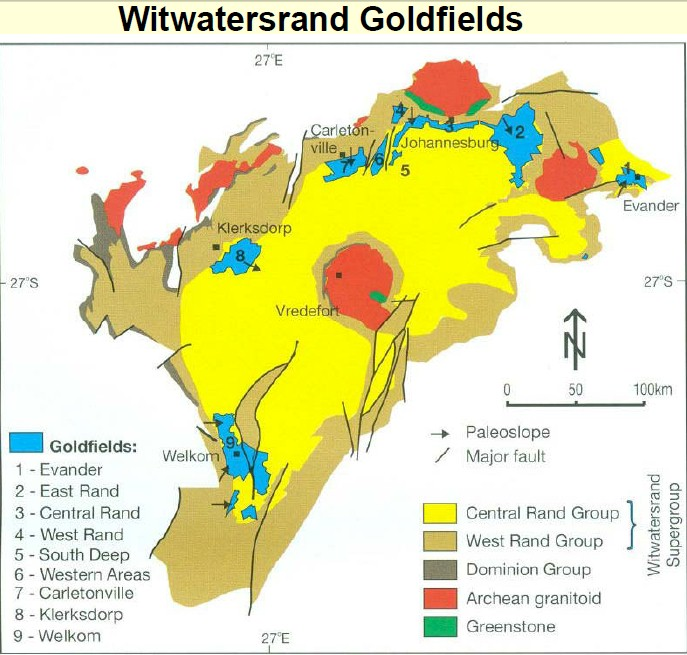 Witwatersrand Goldfields
27°E
Carleton-
ville
Johannesburg
4
3
2
7
6
5
1
Evander
Klerksdorp
8
27°S
27°S
Vredefort
N
0 50 100km
9
Welkom
Paleoslope
Major fault
Goldfields:
1 - Evander
2 - East Rand
3 - Central Rand
4 - West Rand
5 - South Deep
6 - Western Areas
7 - Carletonville
8 - Klerksdorp
9 - Welkom
Central Rand Group
West Rand Group
Dominion Group
Archean granitoid
Greenstone
Witwatersrand
Supergroup
27°E